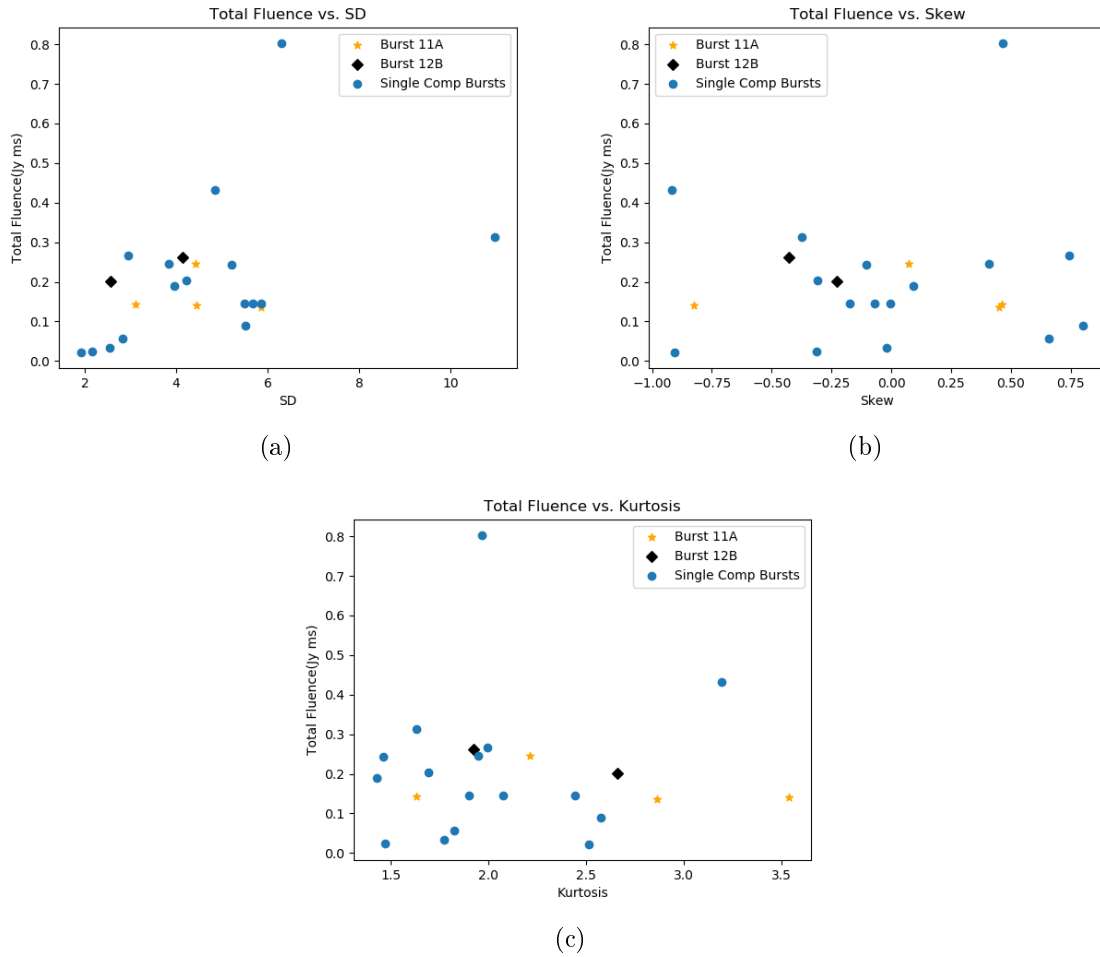 Total Fluence vs. SD
Total Fluence(Jy ms)
0.8
0.7
0.6
0.5
0.4
0.3
0.2
0.1
0.0
Burst 11A
Burst 12B
Single Comp Bursts
2 4 6 8 10
SD
(a)
Total Fluence vs. Skew
Total Fluence(Jy ms)
0.8
0.7
0.6
0.5
0.4
0.3
0.2
0.1
0.0
Burst 11A
Burst 12B
Single Comp Bursts
−1.00 −0.75 −0.50 −0.25 0.00 0.25 0.50 0.75
Skew
(b)
Total Fluence vs. Kurtosis
Total Fluence(Jy ms)
0.8
0.7
0.6
0.5
0.4
0.3
0.2
0.1
0.0
Burst 11A
Burst 12B
Single Comp Bursts
1.5 2.0 2.5 3.0 3.5
Kurtosis
(c)